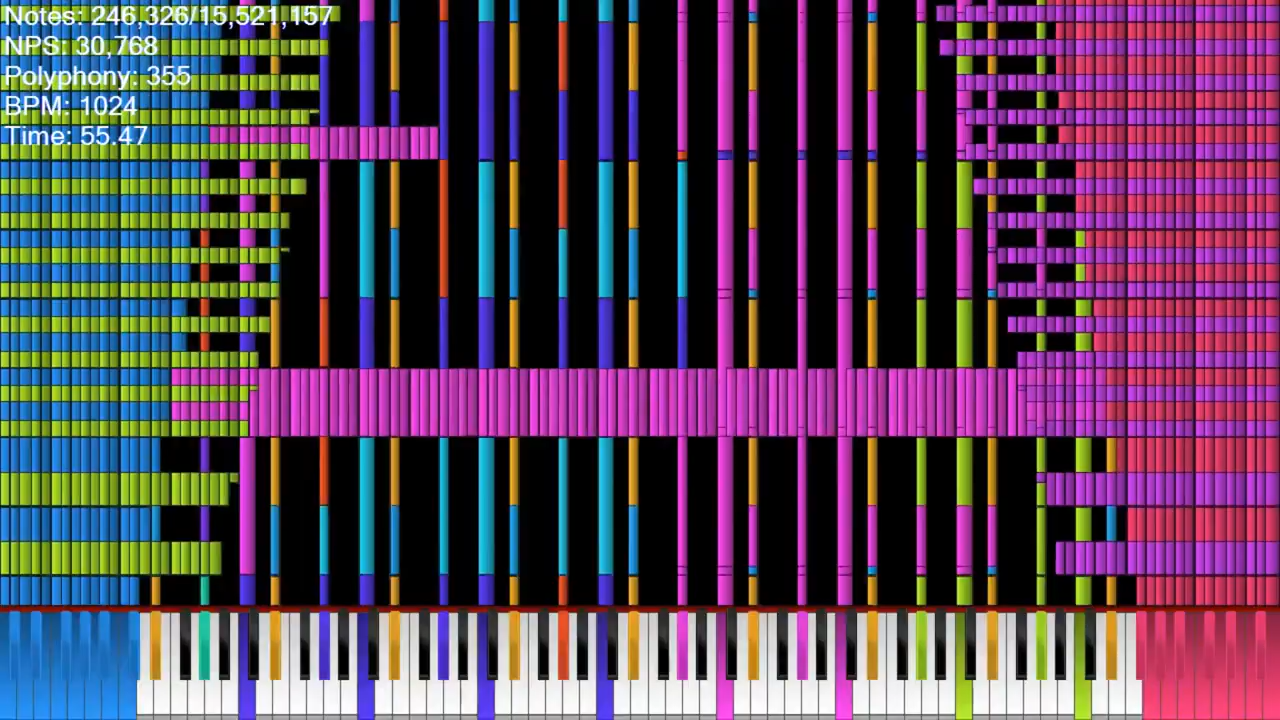 Notes: 246,326/15,521,157
NPS: 30,768
Polyphony: 355
BPM: 1024
Time: 55.47